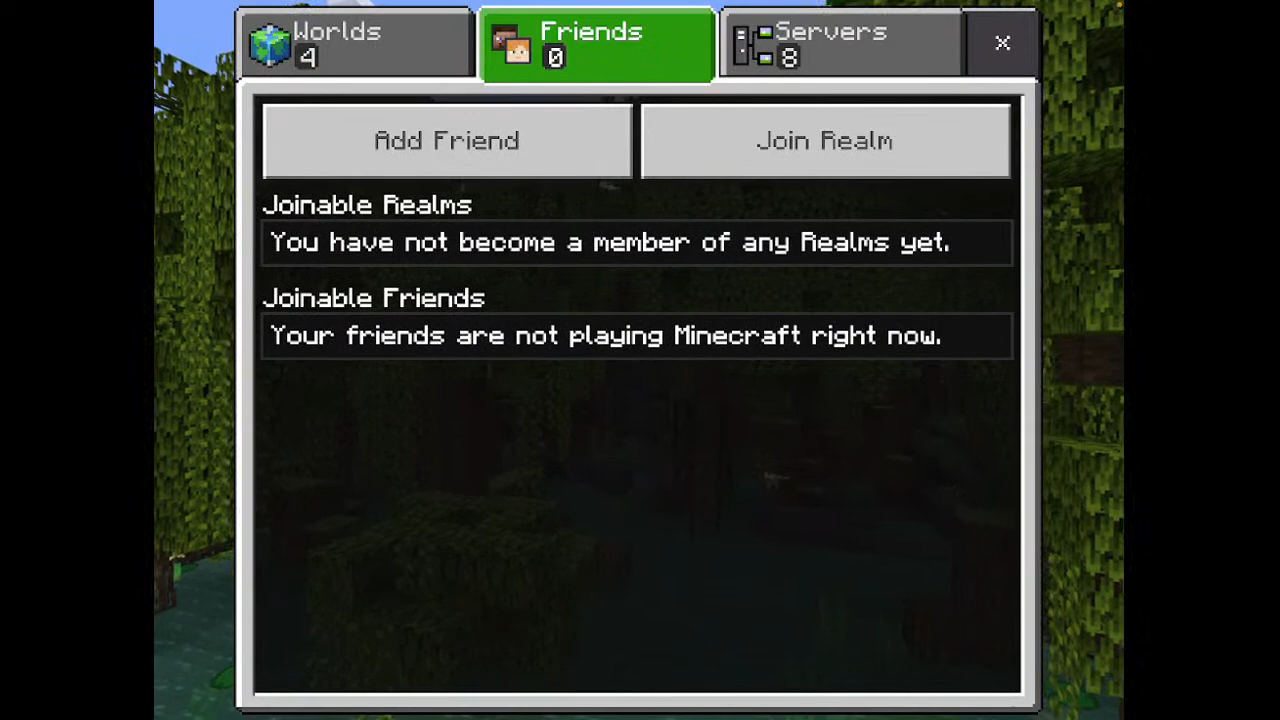 Worlds
4
Friends
0
Servers
8
Add Friend
Join Realm
Joinable Realms
You have not become a member of any Realms yet.
Joinable Friends
Your friends are not playing Minecraft right now.